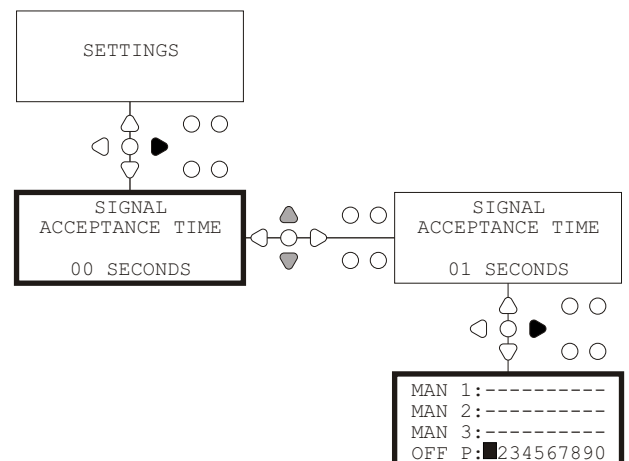 SETTINGS
SIGNAL
ACCEPTANCE TIME
00 SECONDS
SIGNAL
ACCEPTANCE TIME
01 SECONDS
MAN 1:----------
MAN 2:----------
MAN 3:----------
OFF P:█234567890